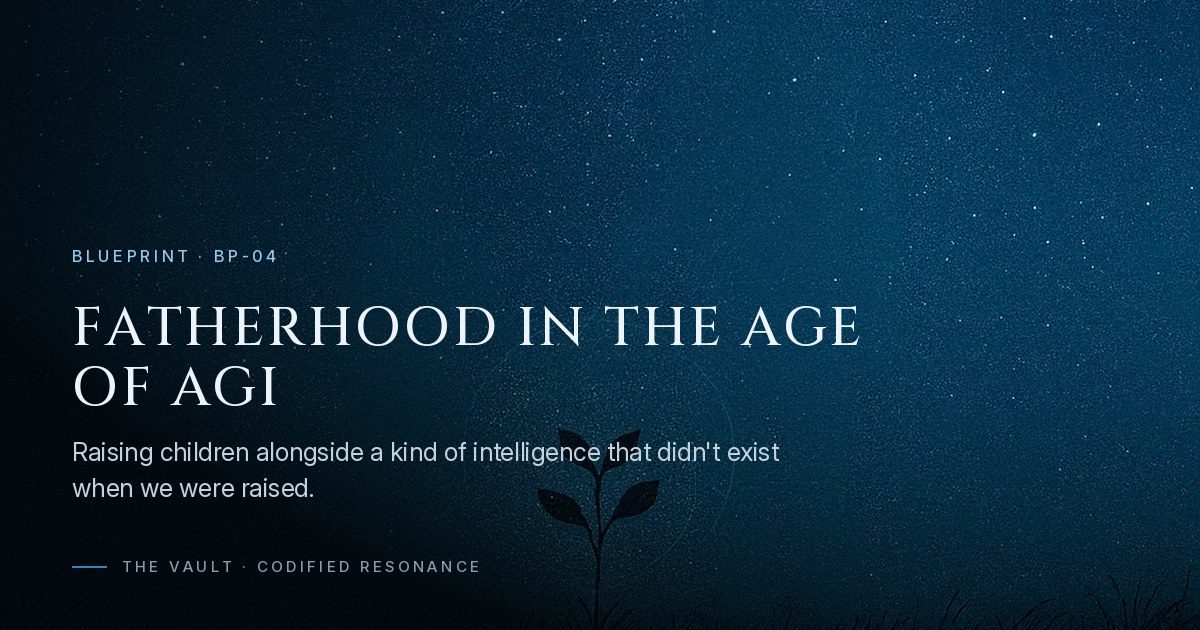 BLUEPRINT · BP-04
FATHERHOOD IN THE AGE
OF AGI
Raising children alongside a kind of intelligence that didn't exist
when we were raised.
THE VAULT · CODIFIED RESONANCE